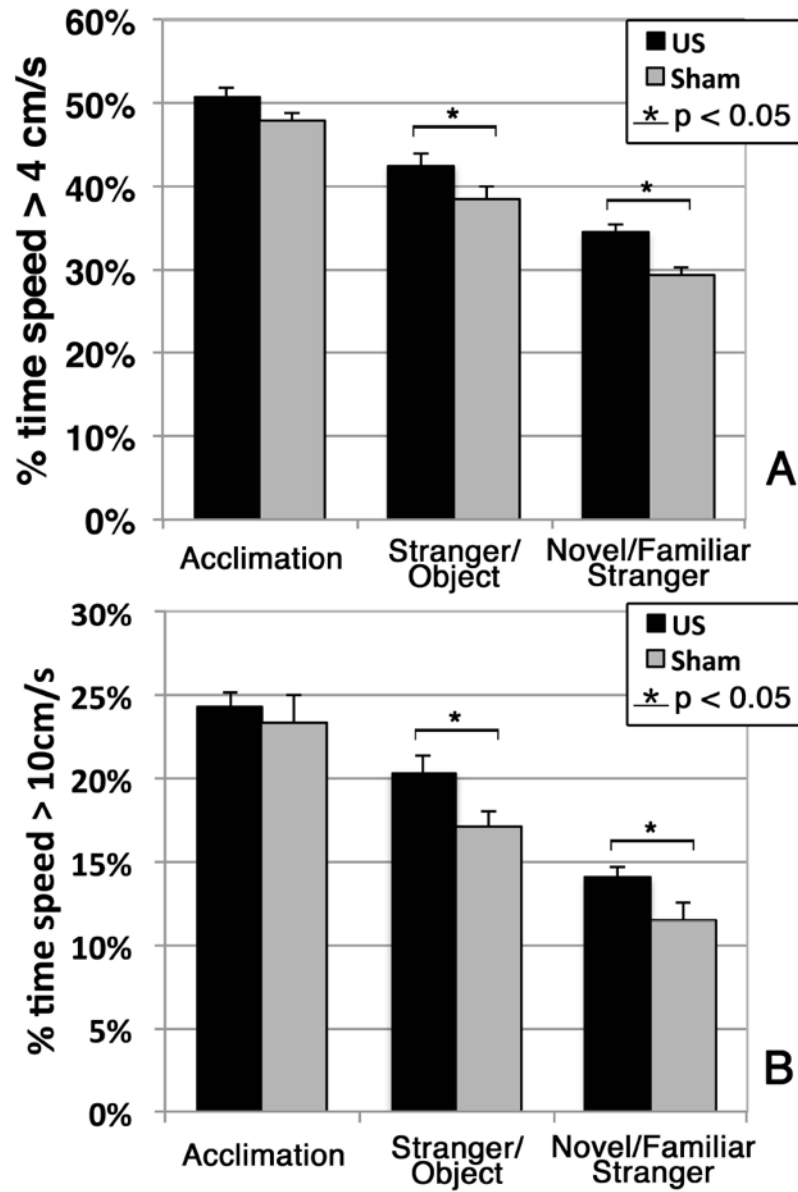 % time speed > 4 cm/s
60%
50%
40%
30%
20%
10%
0%
US
Sham
* p < 0.05
*
*
A
Acclimation
Stranger/
Object
Novel/Familiar
Stranger
% time speed > 10cm/s
30%
25%
20%
15%
10%
5%
0%
US
Sham
* p < 0.05
*
*
B
Acclimation
Stranger/
Object
Novel/Familiar
Stranger